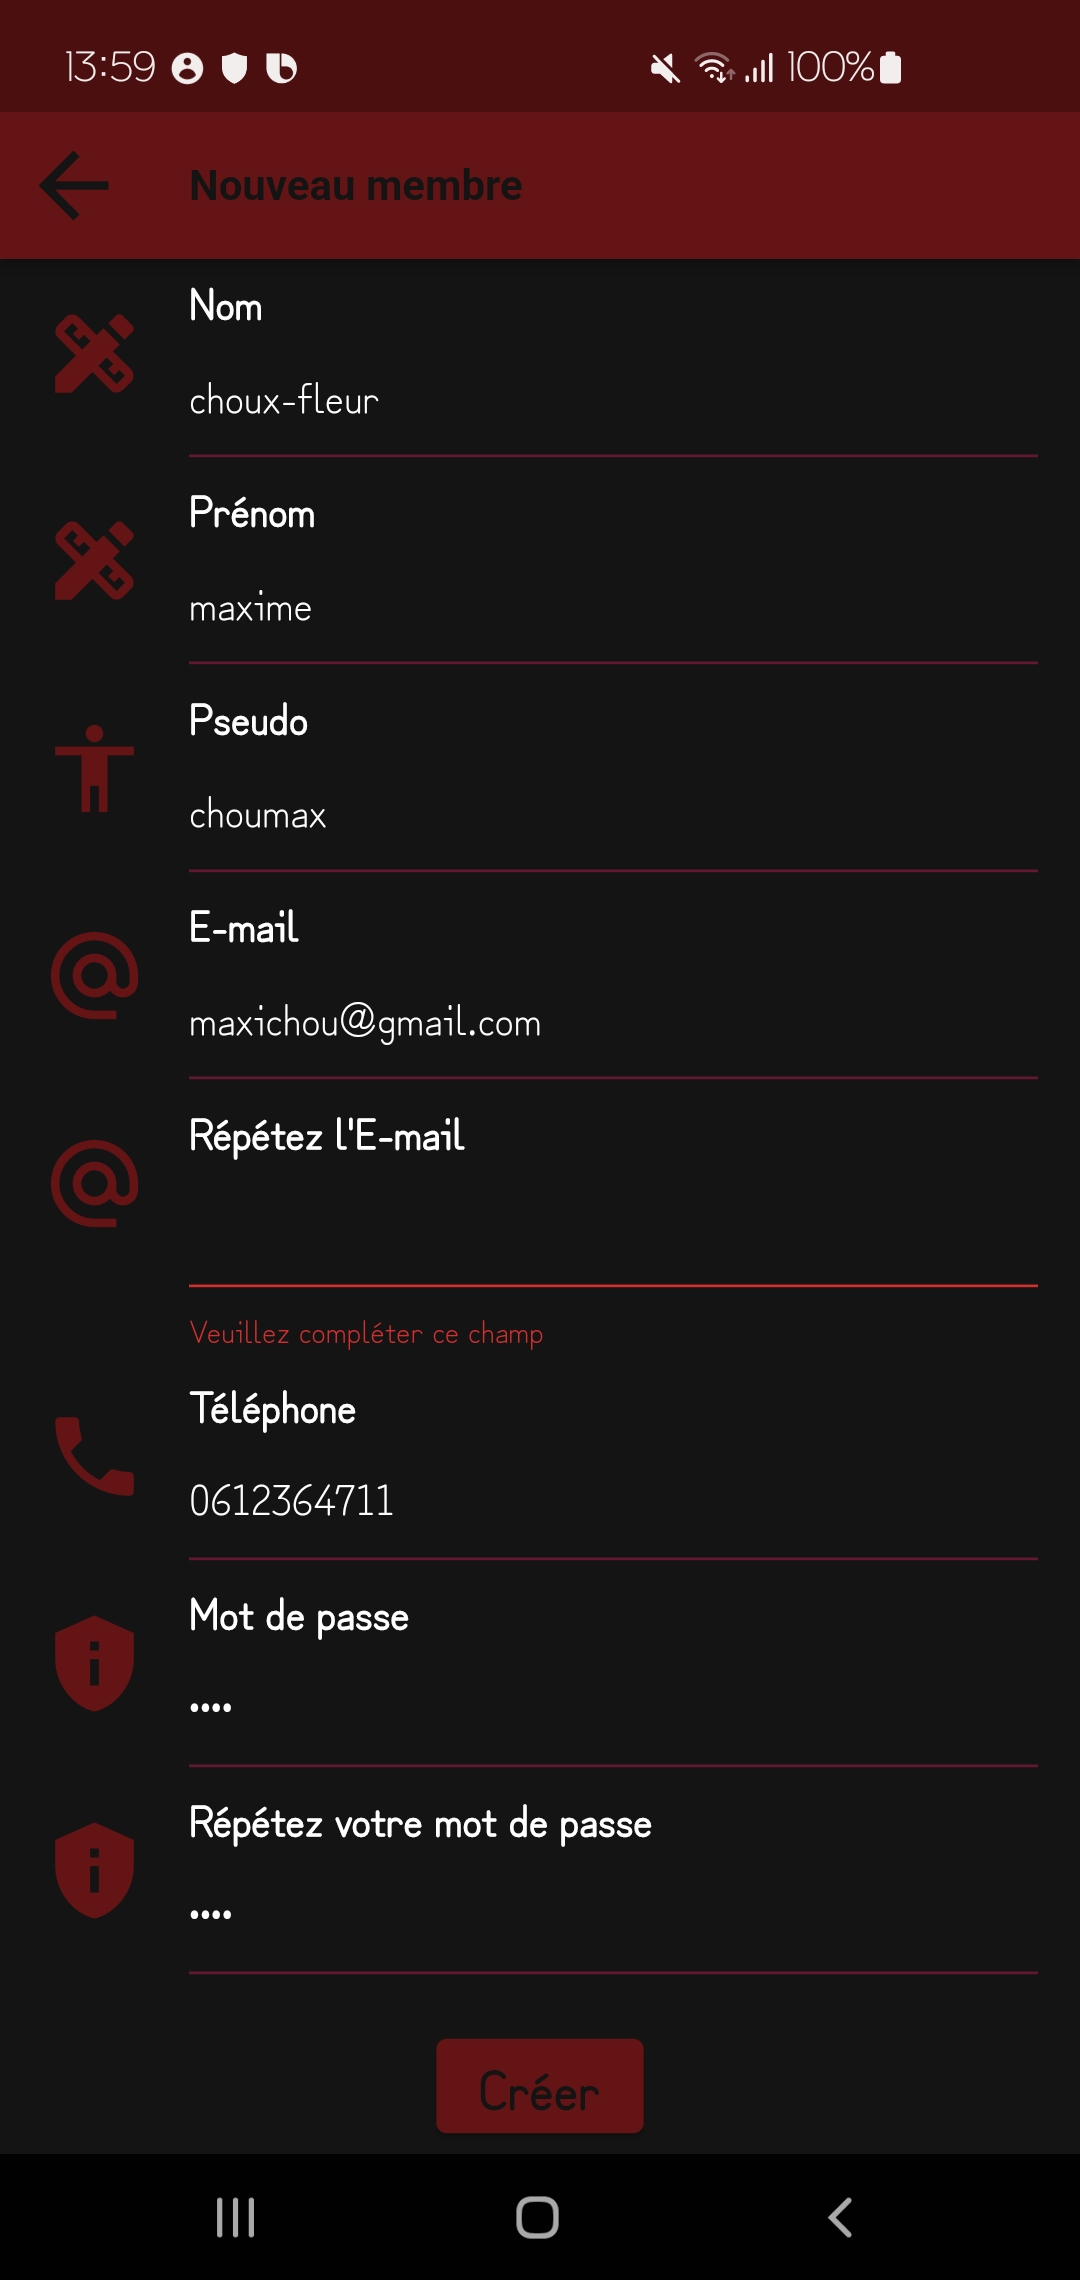 13:59 100%
Nouveau membre
Nom
choux-fleur
Prénom
maxime
Pseudo
choumax
E-mail
maxichou@gmail.com
Répétez l'E-mail
Veuillez compléter ce champ
Téléphone
0612364711
Mot de passe
••••
Répétez votre mot de passe
••••
Créer